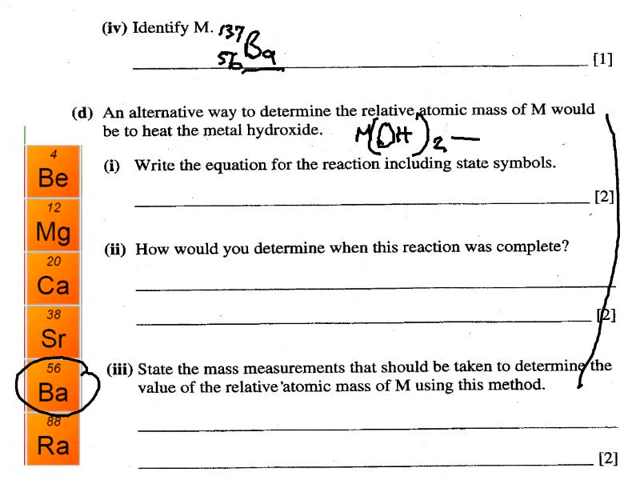 (iv) Identify M. 137
56 Ba
[1]
(d) An alternative way to determine the relative atomic mass of M would
be to heat the metal hydroxide. M(OH)2 —
(i) Write the equation for the reaction including state symbols.
[2]
(ii) How would you determine when this reaction was complete?
[2]
(iii) State the mass measurements that should be taken to determine the
value of the relative atomic mass of M using this method.
[2]
4
Be
12
Mg
20
Ca
38
Sr
56
Ba
88
Ra